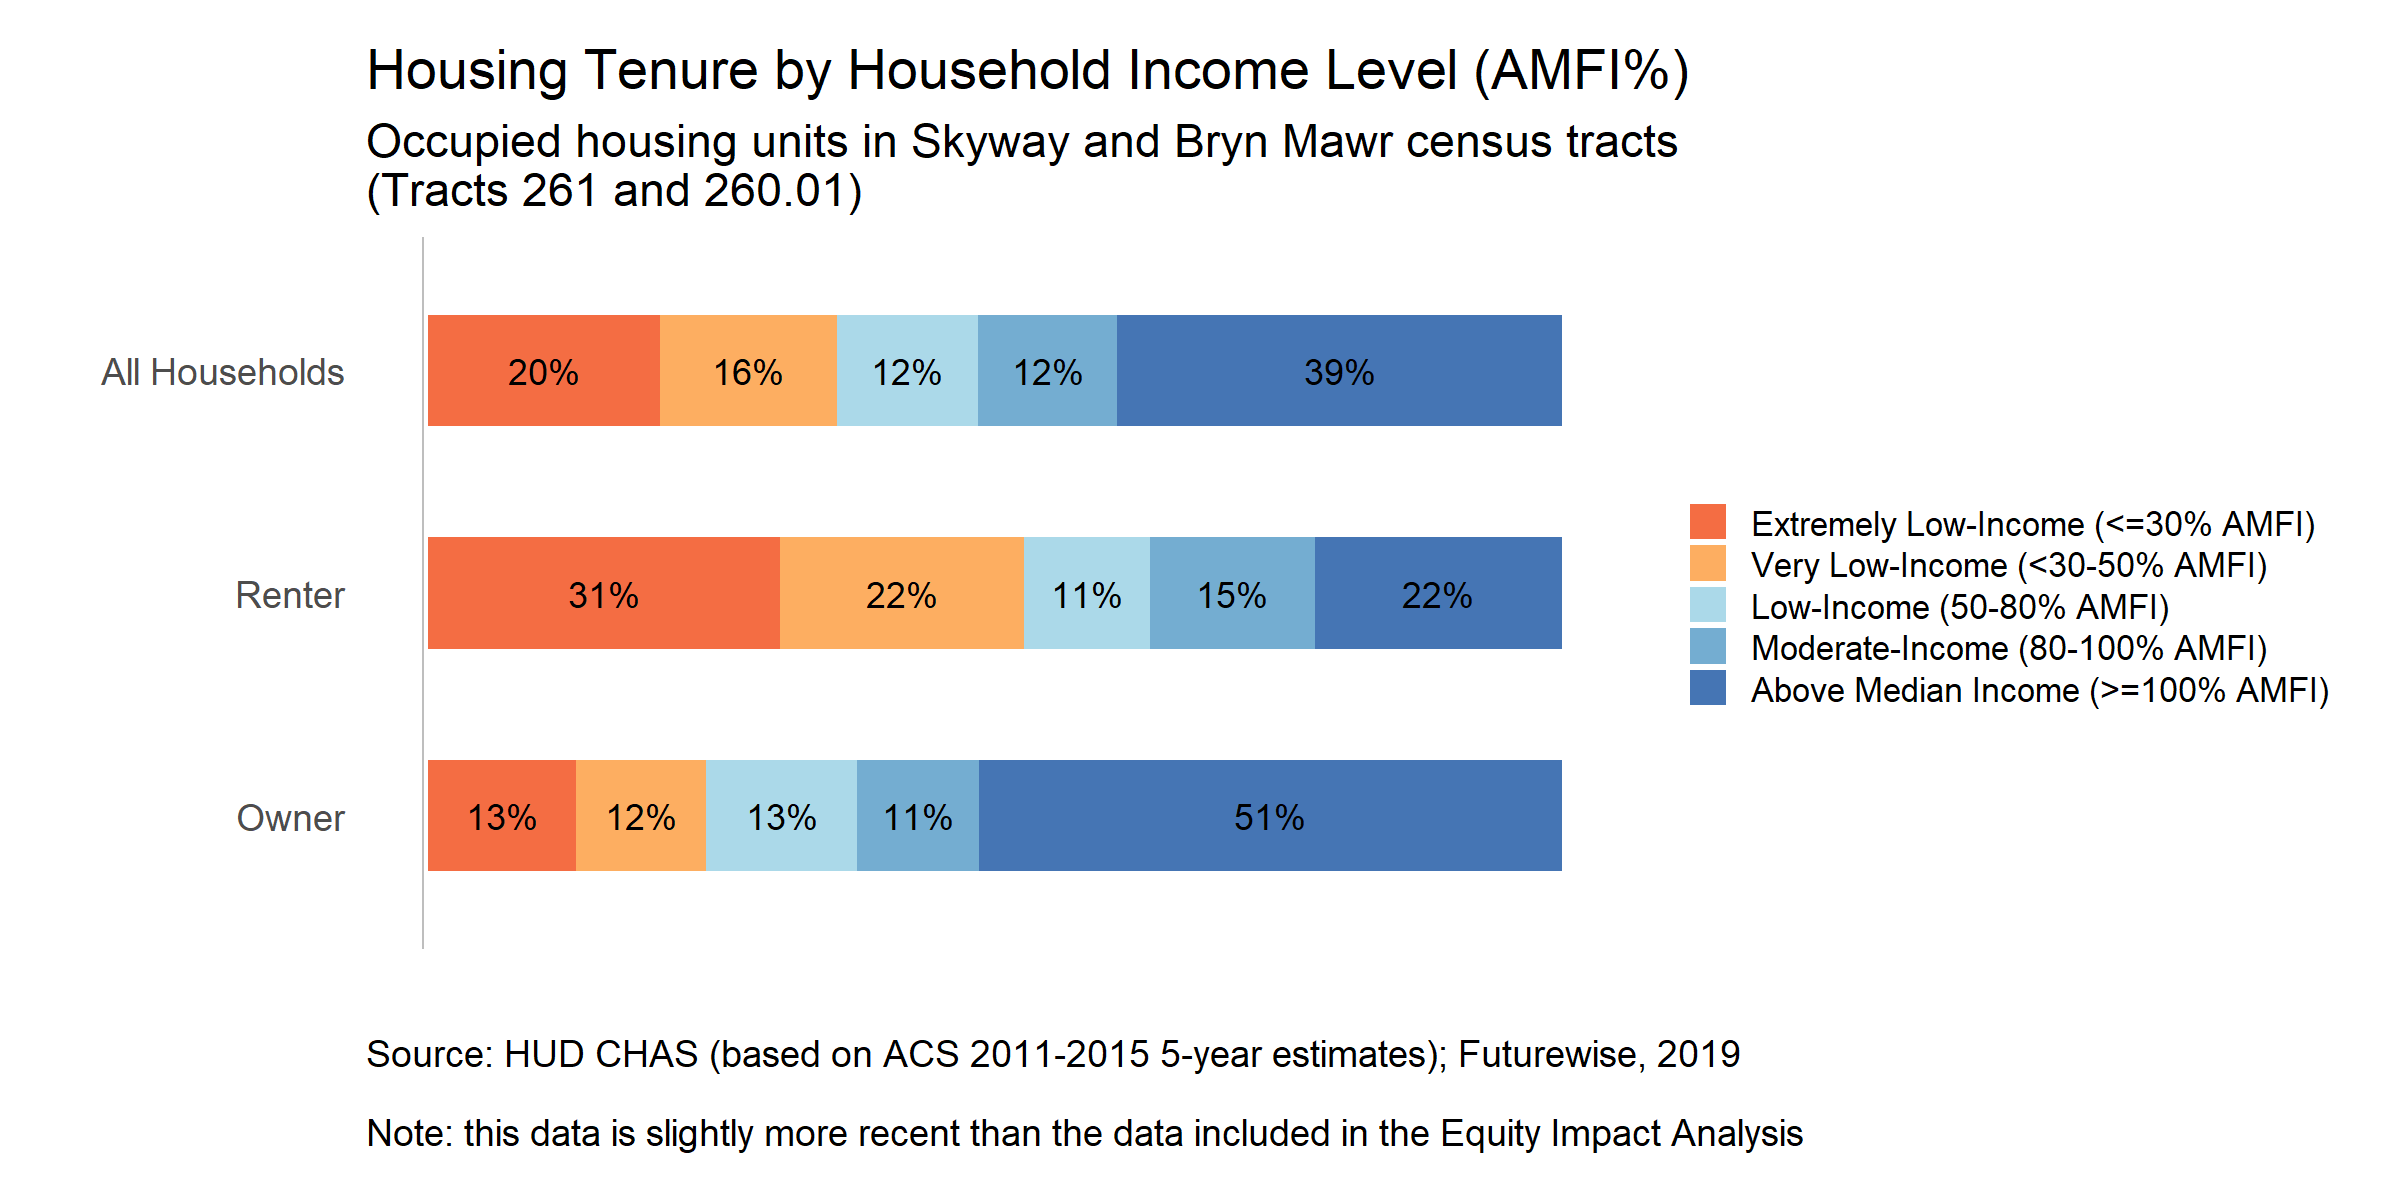 Housing Tenure by Household Income Level (AMFI%)
Occupied housing units in Skyway and Bryn Mawr census tracts
(Tracts 261 and 260.01)
All Households
20%
16%
12%
12%
39%
Renter
31%
22%
11%
15%
22%
Owner
13%
12%
13%
11%
51%
Extremely Low-Income (<=30% AMFI)
Very Low-Income (<30-50% AMFI)
Low-Income (50-80% AMFI)
Moderate-Income (80-100% AMFI)
Above Median Income (>=100% AMFI)
Source: HUD CHAS (based on ACS 2011-2015 5-year estimates); Futurewise, 2019
Note: this data is slightly more recent than the data included in the Equity Impact Analysis